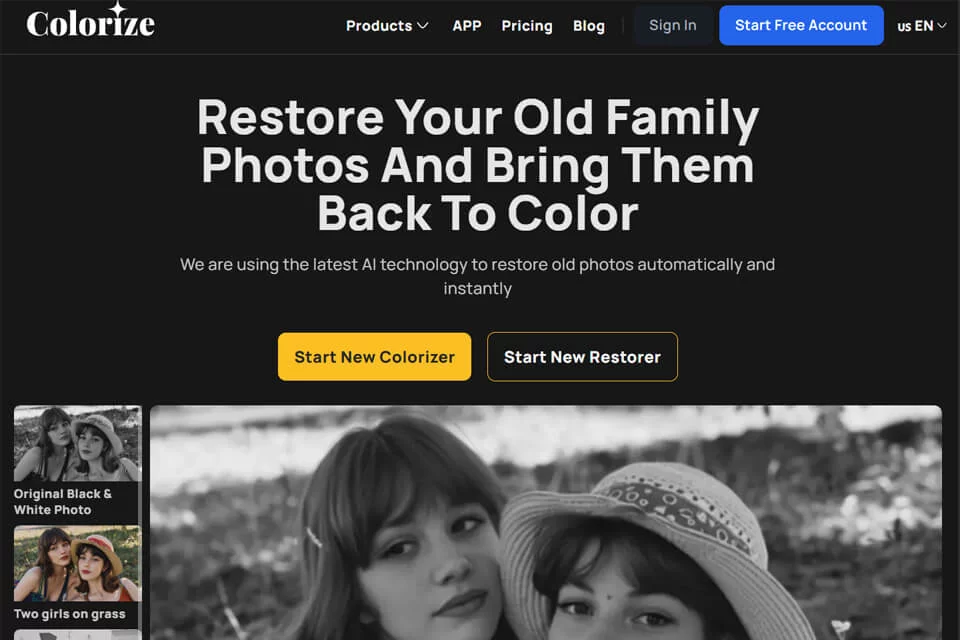 Colorize
Products
APP
Pricing
Blog
Sign In
Start Free Account
us EN
Restore Your Old Family
Photos And Bring Them
Back To Color
We are using the latest AI technology to restore old photos automatically and
instantly
Start New Colorizer
Start New Restorer
Original Black &
White Photo
Two girls on grass